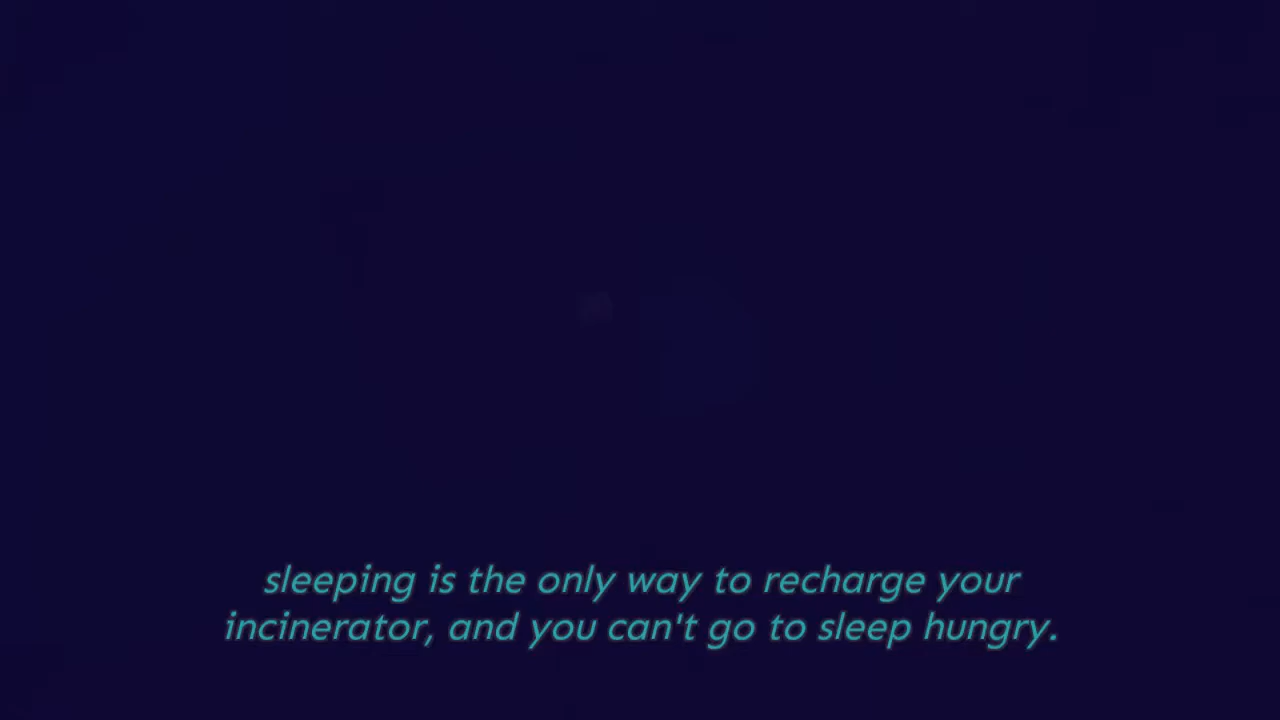 sleeping is the only way to recharge your
incinerator, and you can't go to sleep hungry.